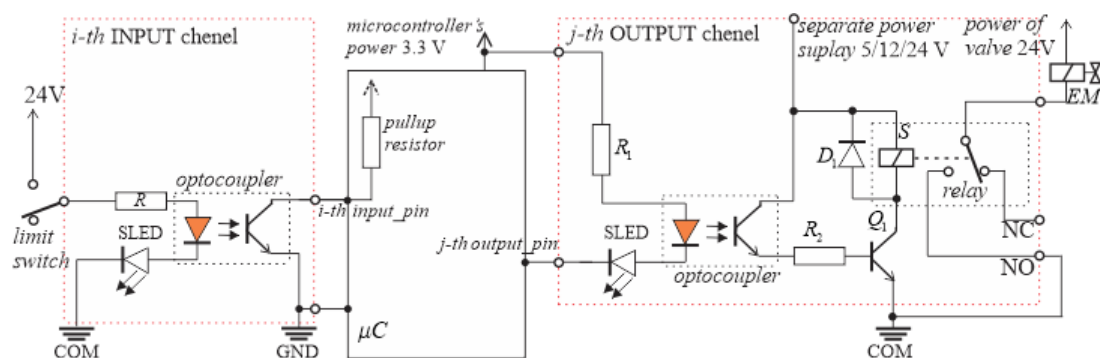 i-th INPUT chenel
microcontroller's
power 3.3 V
j-th OUTPUT chenel
separate power
suplay 5/12/24 V
power of
valve 24V
EM
24V
pullup
resistor
optocoupler
R
i-th input_pin
limit
switch
SLED
COM
GND
μC
R1
j-th output_pin
SLED
optocoupler
R2
D1
S
relay
Q1
NC
NO
COM